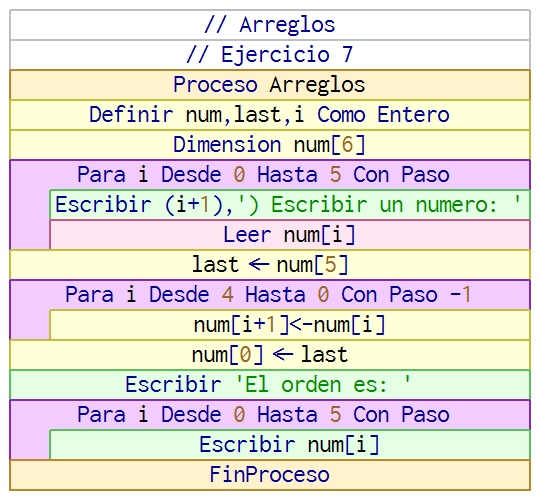 // Arreglos
// Ejercicio 7
Proceso Arreglos
Definir num,last,i Como Entero
Dimension num[6]
Para i Desde 0 Hasta 5 Con Paso
Escribir (i+1),') Escribir un numero: '
Leer num[i]
last ← num[5]
Para i Desde 4 Hasta 0 Con Paso -1
num[i+1]<-num[i]
num[0] ← last
Escribir 'El orden es: '
Para i Desde 0 Hasta 5 Con Paso
Escribir num[i]
FinProceso